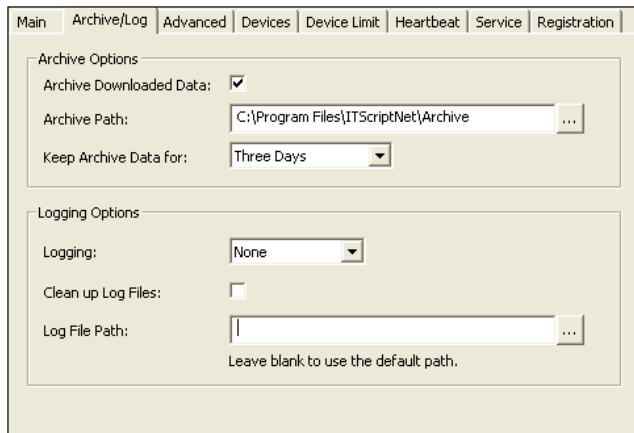 Main Archive/Log Advanced Devices Device Limit Heartbeat Service Registration
Archive Options
Archive Downloaded Data:
Archive Path: C:\Program Files\ITScriptNet\Archive ...
Keep Archive Data for: Three Days
Logging Options
Logging: None
Clean up Log Files:
Log File Path: ...
Leave blank to use the default path.